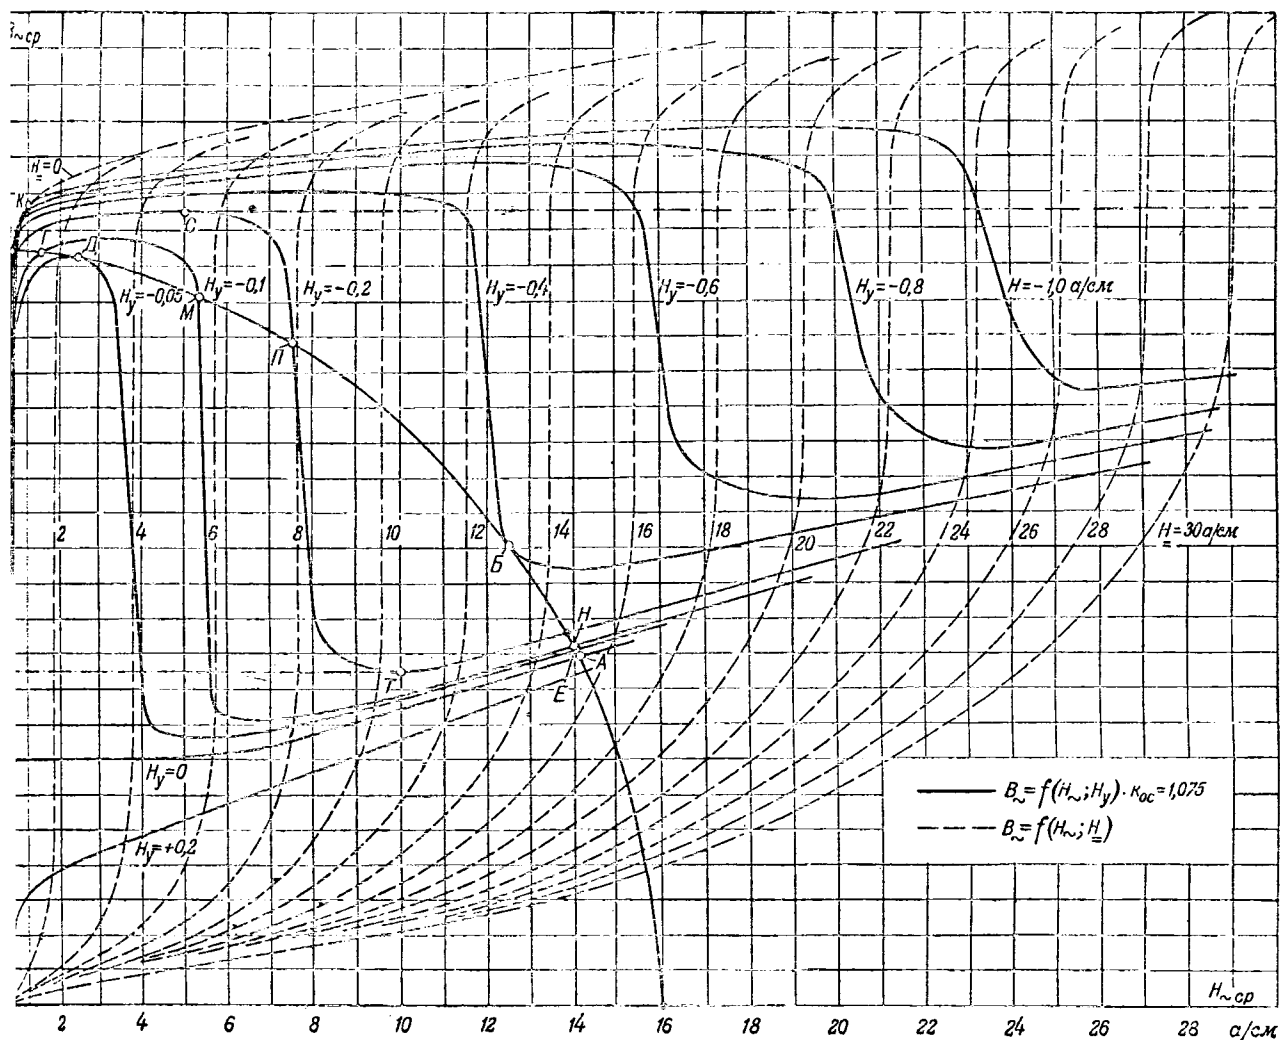 B~ср
H=0
К
Г
Д
С
Hу=-0,05
Hу=-0,1
Hу=-0,2
Hу=-0,4
Hу=-0,6
Hу=-0,8
H=-1,0 а/см
М
П
2 4 6 8 10 12 14 16 18 20 22 24 26 28 H=30 а/см
Б
Н
А
Г
Е
Hу=0
Hу=+0,2
B~=f(H~;Hу)·Kос=1,075
B~=f(H~;H)
H~ср
2 4 6 8 10 12 14 16 18 20 22 24 26 28 а/см